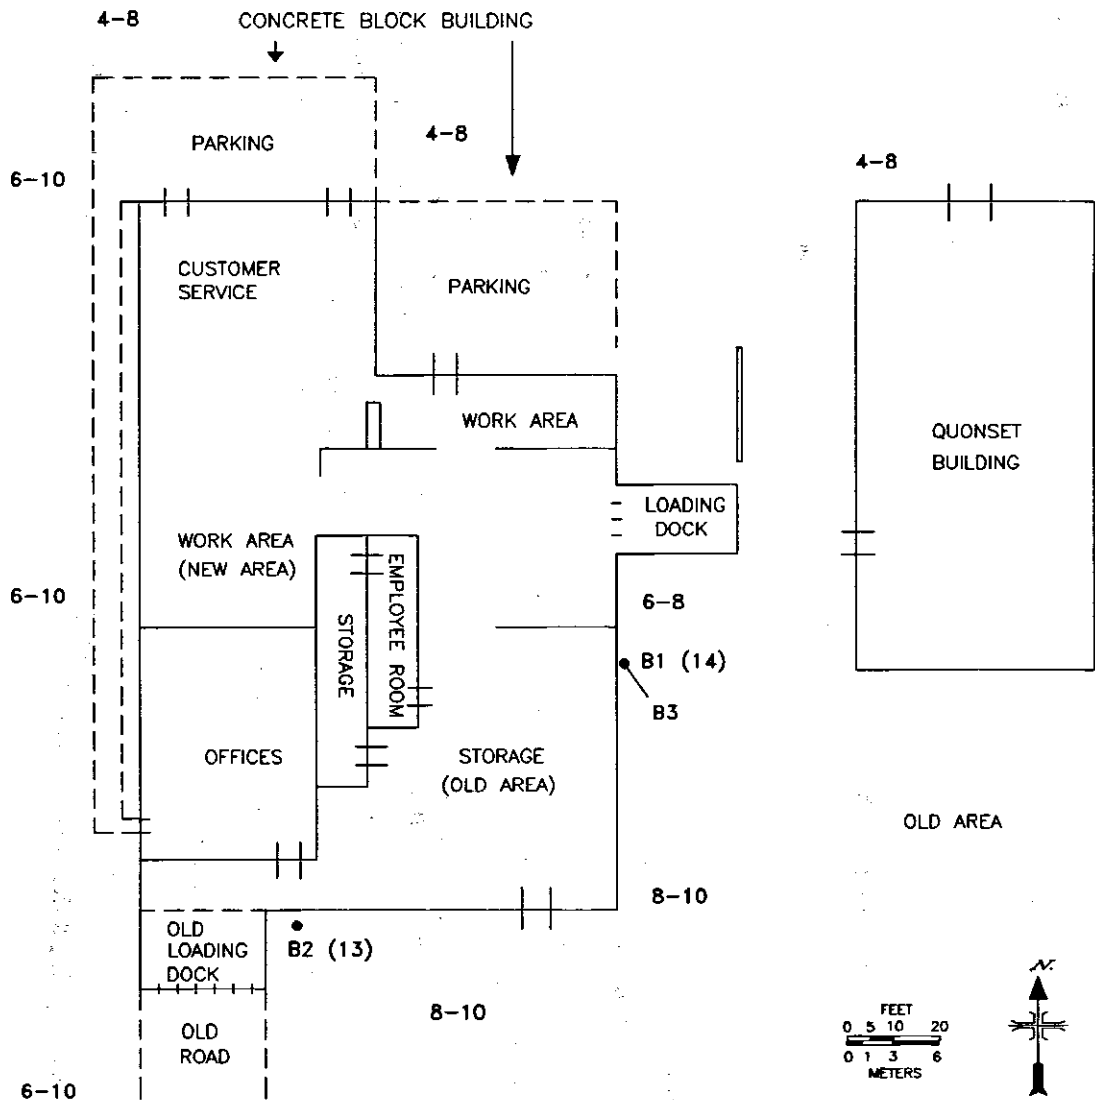 4-8
CONCRETE BLOCK BUILDING
PARKING
4-8
4-8
6-10
CUSTOMER
SERVICE
PARKING
WORK AREA
QUONSET
BUILDING
LOADING
DOCK
WORK AREA
(NEW AREA)
EMPLOYEE ROOM
STORAGE
6-10
6-8
B1 (14)
B3
OFFICES
STORAGE
(OLD AREA)
OLD AREA
8-10
OLD
LOADING
DOCK
B2 (13)
8-10
OLD
ROAD
6-10
N.
FEET
0 5 10 20
0 1 3 6
METERS